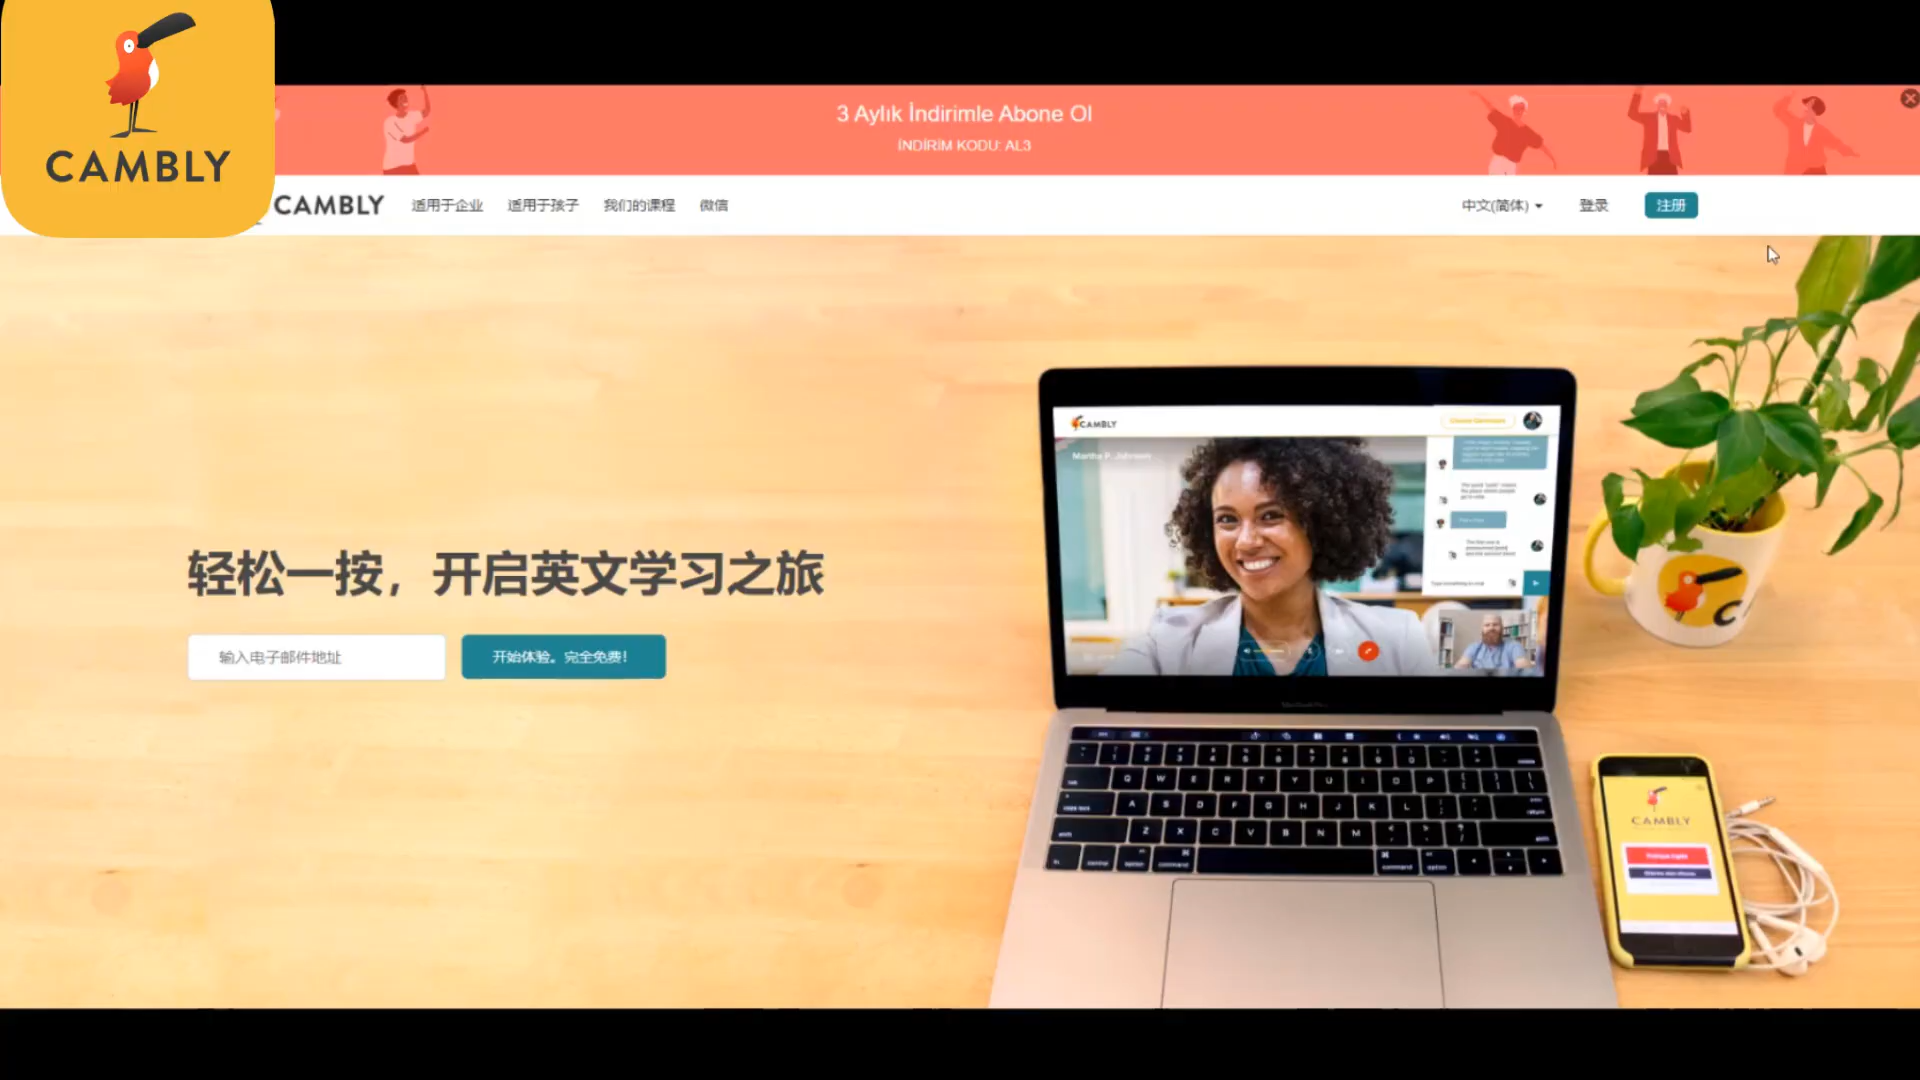 CAMBLY
3 Aylık İndirimle Abone Ol
İNDİRİM KODU: AL3
CAMBLY
适用于企业
适用于孩子
我们的课程
微信
中文(简体)
登录
注册
轻松一按，开启英文学习之旅
输入电子邮件地址
开始体验。完全免费！
CAMBLY
Martha P. Johnson
CAMBLY